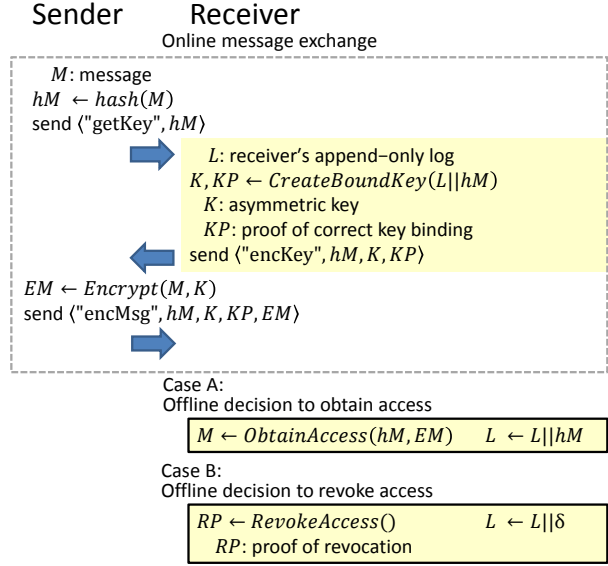 Sender Receiver
Online message exchange
M: message
hM ← hash(M)
send ⟨"getKey", hM⟩
L: receiver's append−only log
K, KP ← CreateBoundKey(L||hM)
K: asymmetric key
KP: proof of correct key binding
send ⟨"encKey", hM, K, KP⟩
EM ← Encrypt(M, K)
send ⟨"encMsg", hM, K, KP, EM⟩
Case A:
Offline decision to obtain access
M ← ObtainAccess(hM, EM) L ← L||hM
Case B:
Offline decision to revoke access
RP ← RevokeAccess() L ← L||δ
RP: proof of revocation